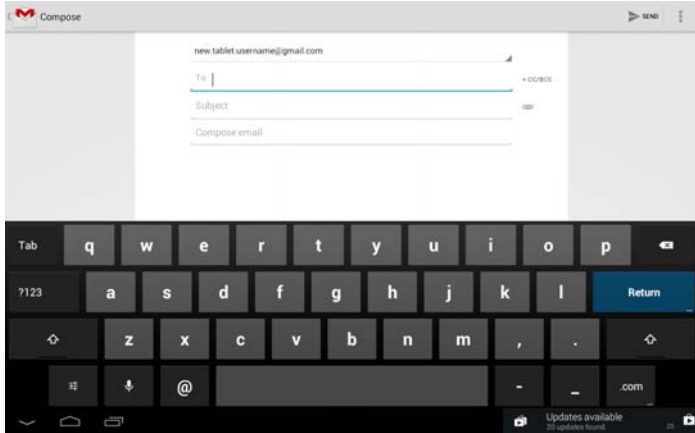 Compose
SEND
new.tablet.username@gmail.com
To
+ CC/BCC
Subject
Compose email
Tab q w e r t y u i o p
?123 a s d f g h j k l Return
z x c v b n m , .
@ - _ .com
Updates available
20 updates found.
20